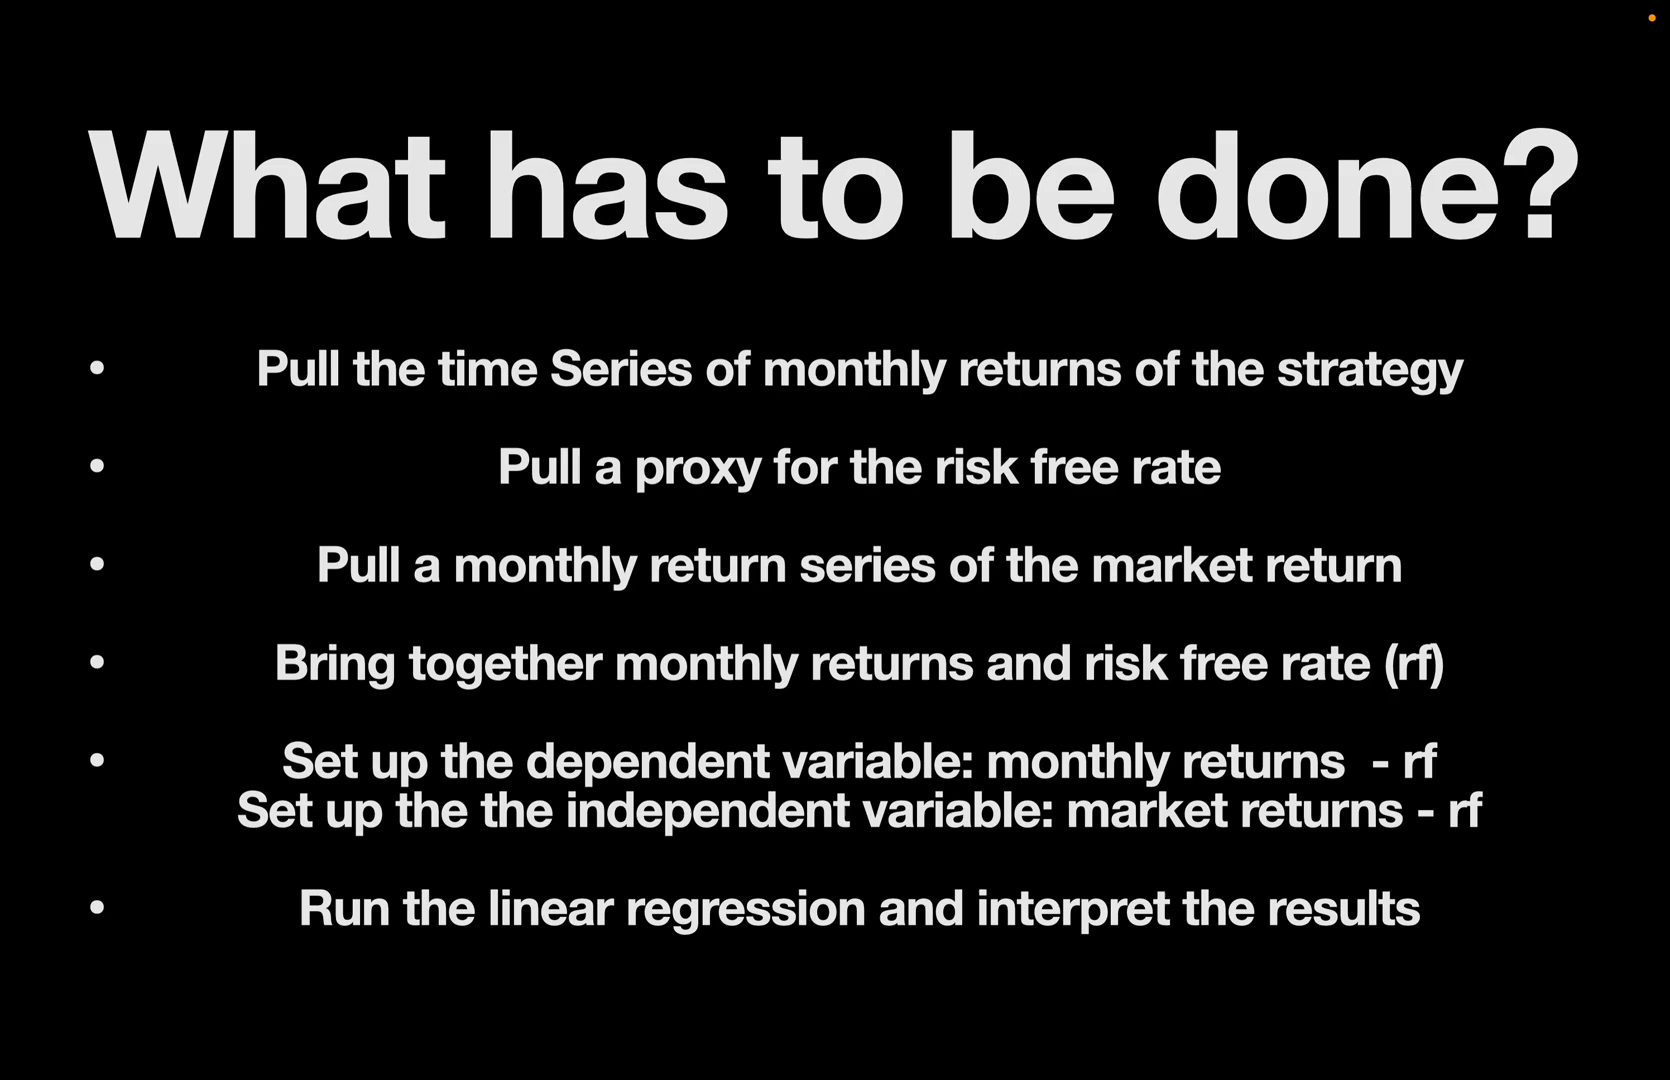 What has to be done?
• Pull the time Series of monthly returns of the strategy
• Pull a proxy for the risk free rate
• Pull a monthly return series of the market return
• Bring together monthly returns and risk free rate (rf)
• Set up the dependent variable: monthly returns  - rf
Set up the the independent variable: market returns - rf
• Run the linear regression and interpret the results